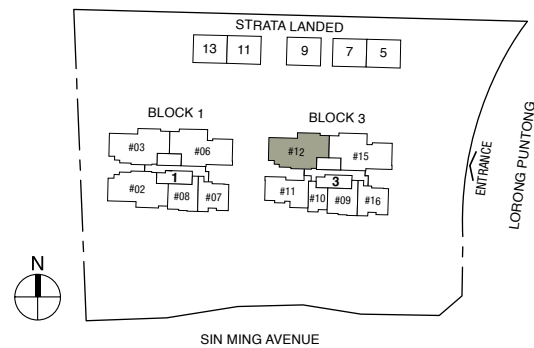 STRATA LANDED
13 11 9 7 5
BLOCK 1
BLOCK 3
#03 #06
#12 #15
1
3
#02 #08 #07
#11 #10 #09 #16
ENTRANCE
LORONG PUNTONG
N
SIN MING AVENUE